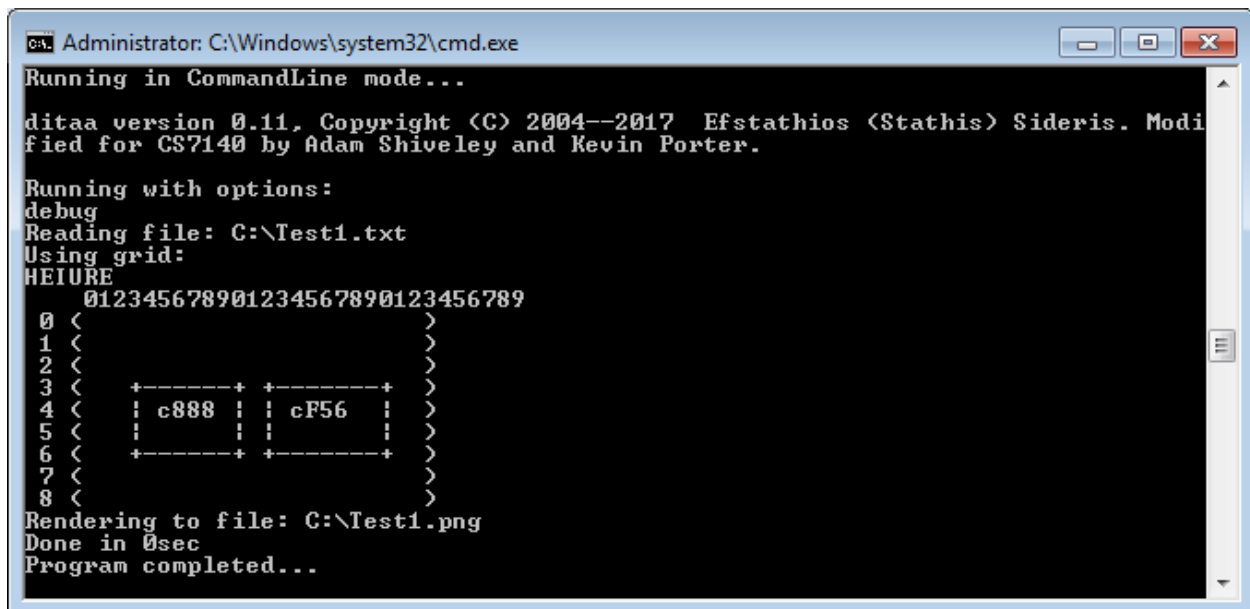 Administrator: C:\Windows\system32\cmd.exe
Running in CommandLine mode...
ditaa version 0.11, Copyright (C) 2004--2017  Efstathios (Stathis) Sideris. Modi
fied for CS7140 by Adam Shiveley and Kevin Porter.
Running with options:
debug
Reading file: C:\Test1.txt
Using grid:
HEIURE
    012345678901234567890123456789
 0 (                                )
 1 (                                )
 2 (                                )
 3 (    +------+ +-------+  )
 4 (    | c888 | | cF56  |  )
 5 (    |      | |       |  )
 6 (    +------+ +-------+  )
 7 (                                )
 8 (                                )
Rendering to file: C:\Test1.png
Done in 0sec
Program completed...